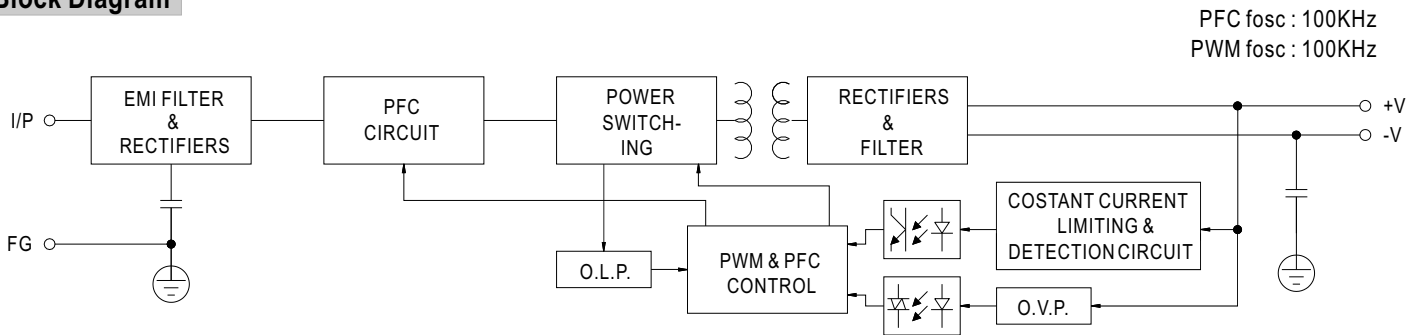 Block Diagram
PFC fosc : 100KHz
PWM fosc : 100KHz
I/P
EMI FILTER
&
RECTIFIERS
PFC
CIRCUIT
POWER
SWITCH-
ING
RECTIFIERS
&
FILTER
+V
-V
FG
O.L.P.
PWM & PFC
CONTROL
COSTANT CURRENT
LIMITING &
DETECTION CIRCUIT
O.V.P.